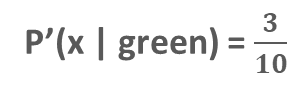 P’(x | green) = 3/10